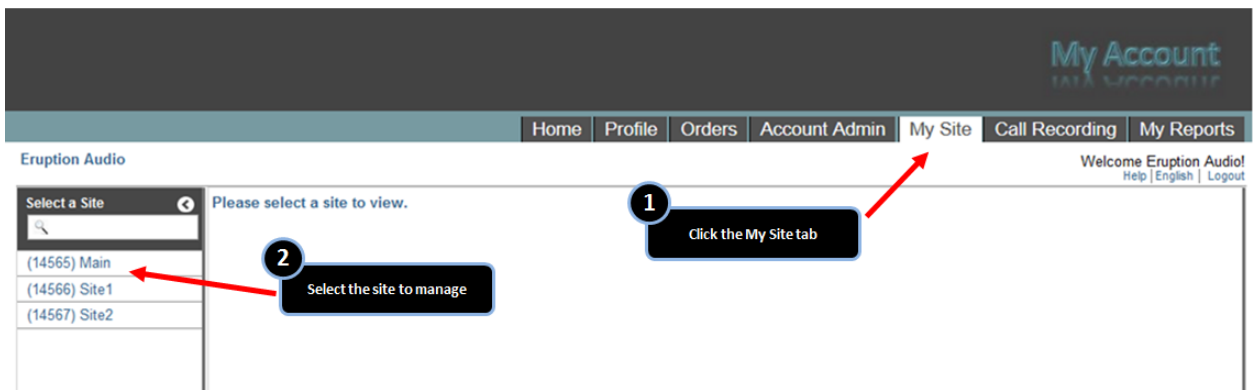 My Account
Home Profile Orders Account Admin My Site Call Recording My Reports
Eruption Audio
Welcome Eruption Audio!
Help | English | Logout
Select a Site
Please select a site to view.
1
Click the My Site tab
2
Select the site to manage
(14565) Main
(14566) Site1
(14567) Site2